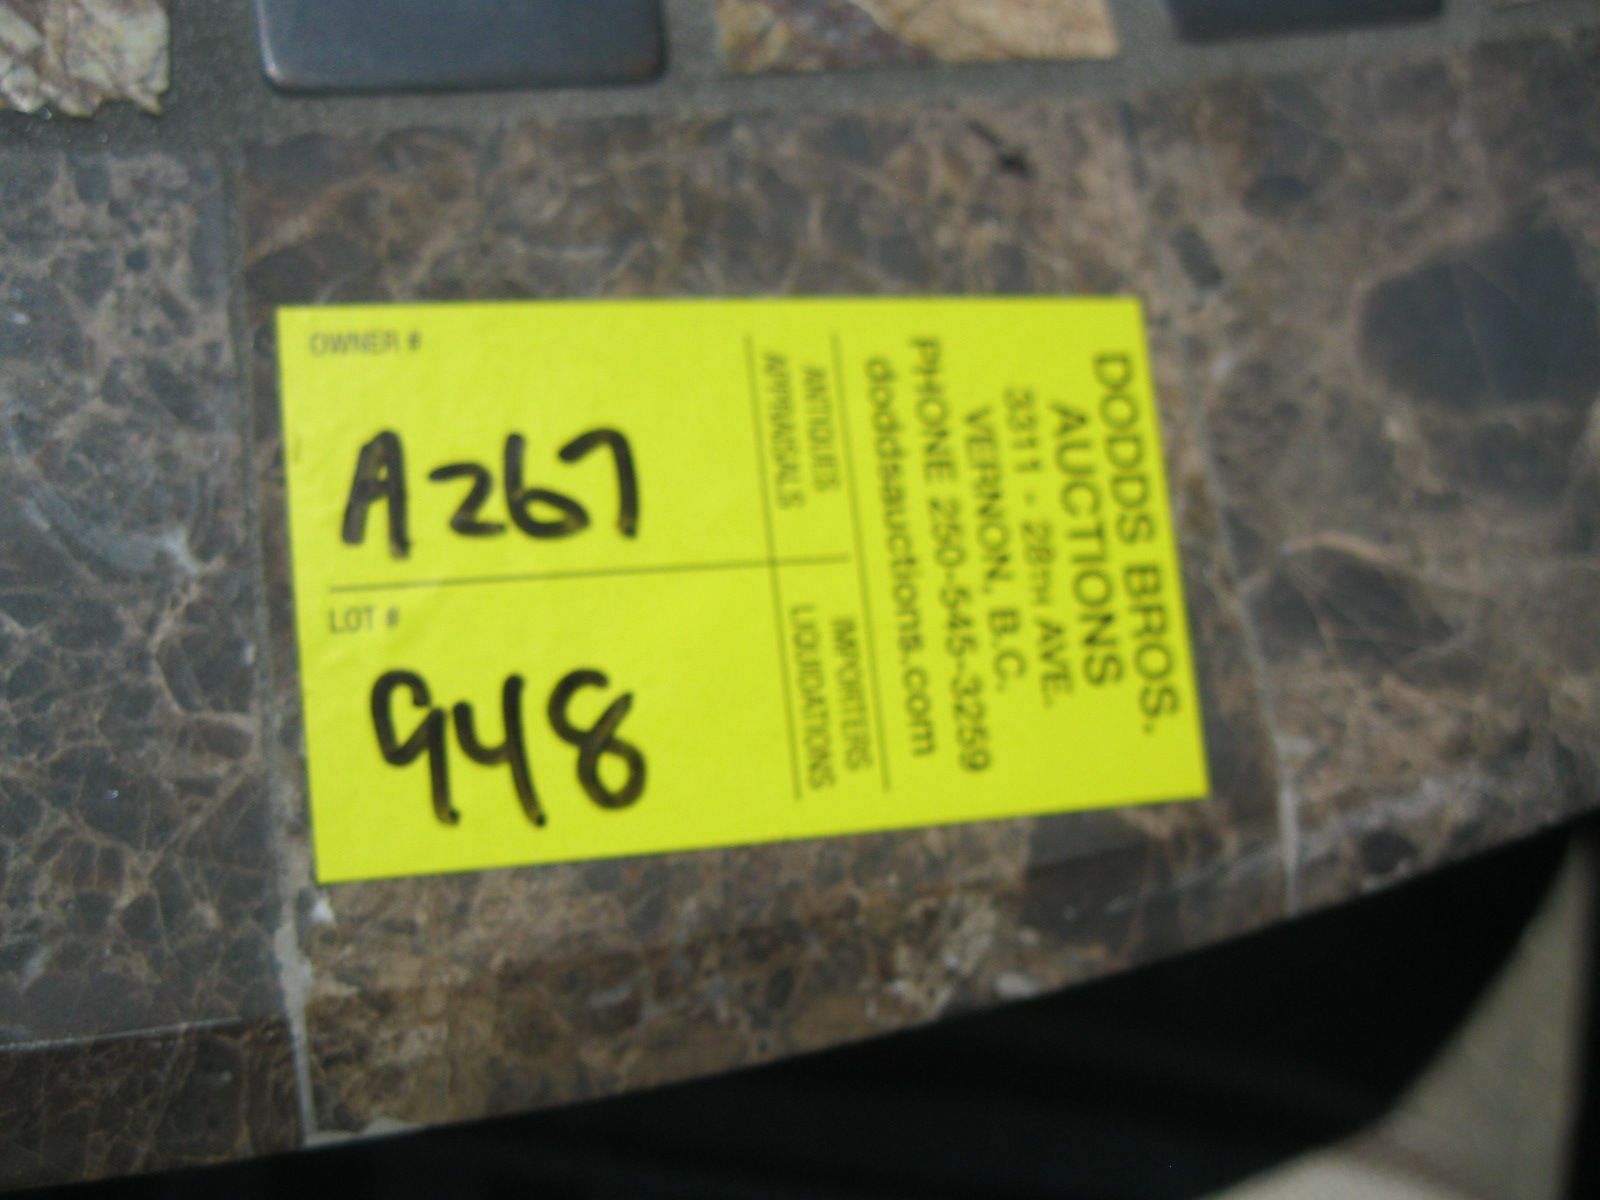 OWNER #
A267
LOT #
948
DODDS BROS.
AUCTIONS
3311 - 28TH AVE.
VERNON, B.C.
PHONE 250-545-3259
doddsauctions.com
ANTIQUES
APPRAISALS
IMPORTERS
LIQUIDATIONS